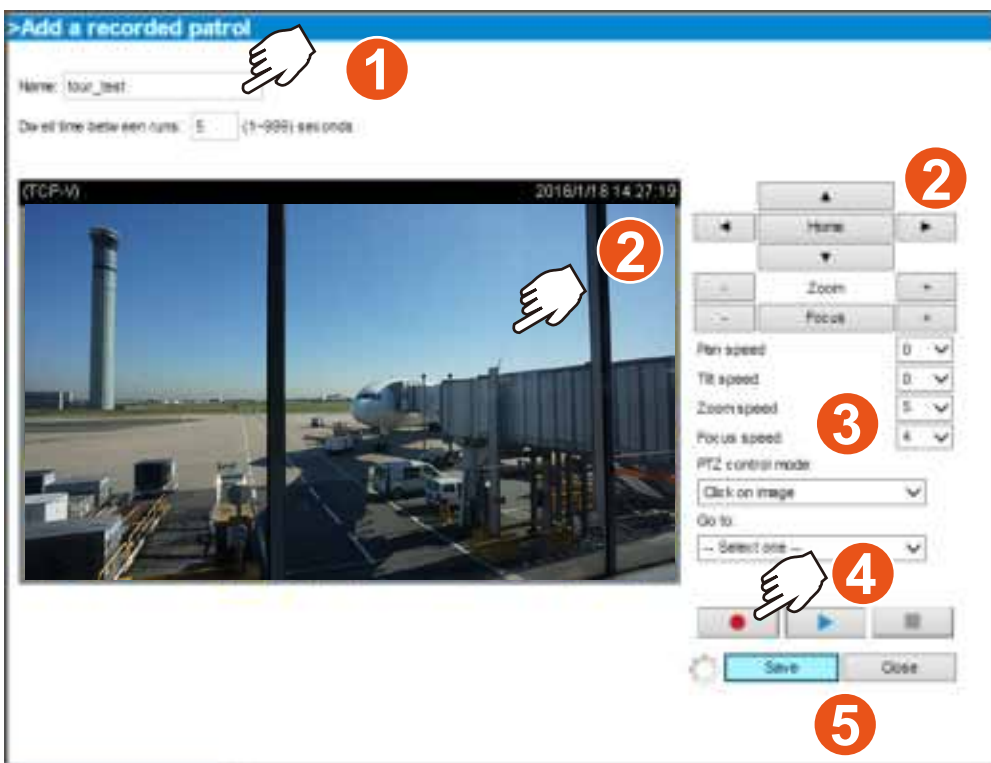 >Add a recorded patrol
1
Name: tour_test
Dwell time between runs: 5 (1~999) seconds
(TCP-V) 2016/1/18 14:27:19
2
2
Home
- Zoom +
- Focus +
Pan speed 0
Tilt speed 0
Zoom speed 5
Focus speed 4
3
PTZ control mode:
Click on image
Go to:
-- Select one --
4
Save Close
5